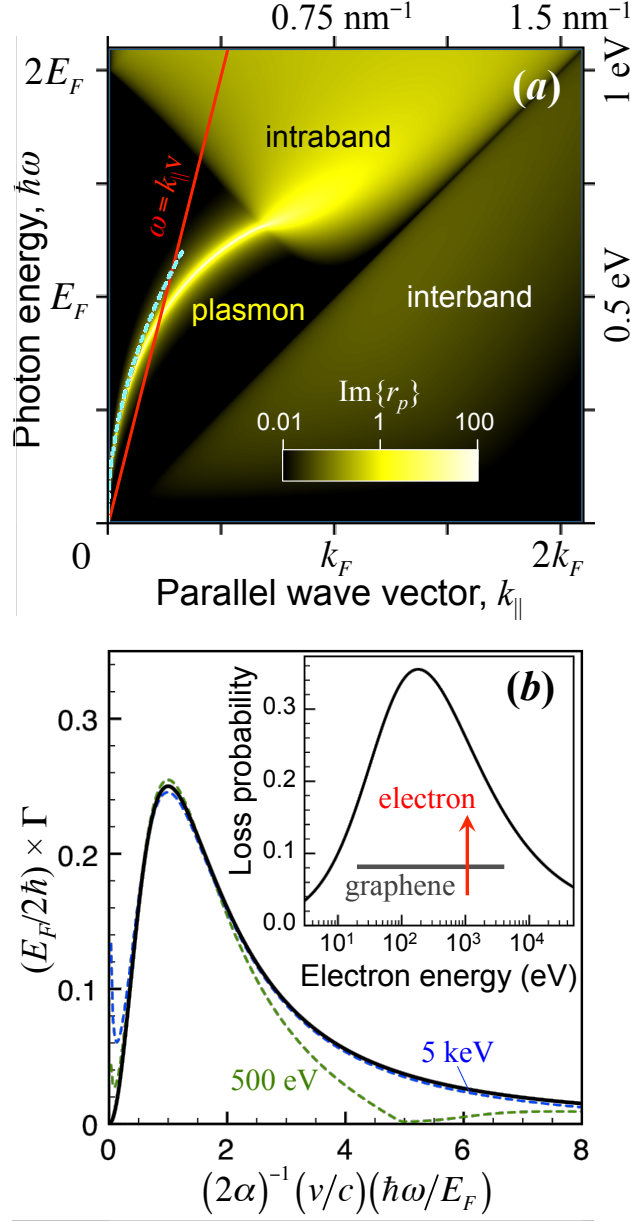 0.75 nm⁻¹ 1.5 nm⁻¹
2E_F
(a)
1 eV
intraband
ω = k_∥v
Photon energy, ħω
E_F
plasmon
interband
0.5 eV
Im{r_p}
0.01 1 100
0 k_F 2k_F
Parallel wave vector, k_∥
(b)
0.3
0.3
Loss probability
0.2
electron
(E_F/2ħ) × Γ
0.2
0.1
graphene
0.0
10¹ 10² 10³ 10⁴
Electron energy (eV)
0.1
500 eV
5 keV
0
0 2 4 6 8
(2α)⁻¹(v/c)(ħω/E_F)